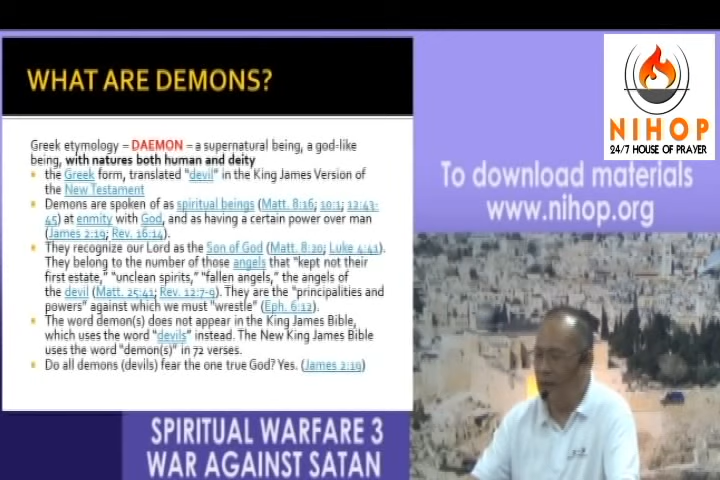 WHAT ARE DEMONS?
Greek etymology = DAEMON = a supernatural being, a god-like
being, with natures both human and deity
the Greek form, translated "devil" in the King James Version of
the New Testament
Demons are spoken of as spiritual beings (Matt. 8:16; 10:1; 12:43-
45) at enmity with God, and as having a certain power over man
(James 2:19; Rev. 16:14).
They recognize our Lord as the Son of God (Matt. 8:20; Luke 4:41).
They belong to the number of those angels that "kept not their
first estate," "unclean spirits," "fallen angels," the angels of
the devil (Matt. 25:41; Rev. 12:7-9). They are the "principalities and
powers" against which we must "wrestle" (Eph. 6:12).
The word demon(s) does not appear in the King James Bible,
which uses the word "devils" instead. The New King James Bible
uses the word "demon(s)" in 72 verses.
Do all demons (devils) fear the one true God? Yes. (James 2:19)
NIHOP
24/7 HOUSE OF PRAYER
To download materials
www.nihop.org
SPIRITUAL WARFARE 3
WAR AGAINST SATAN